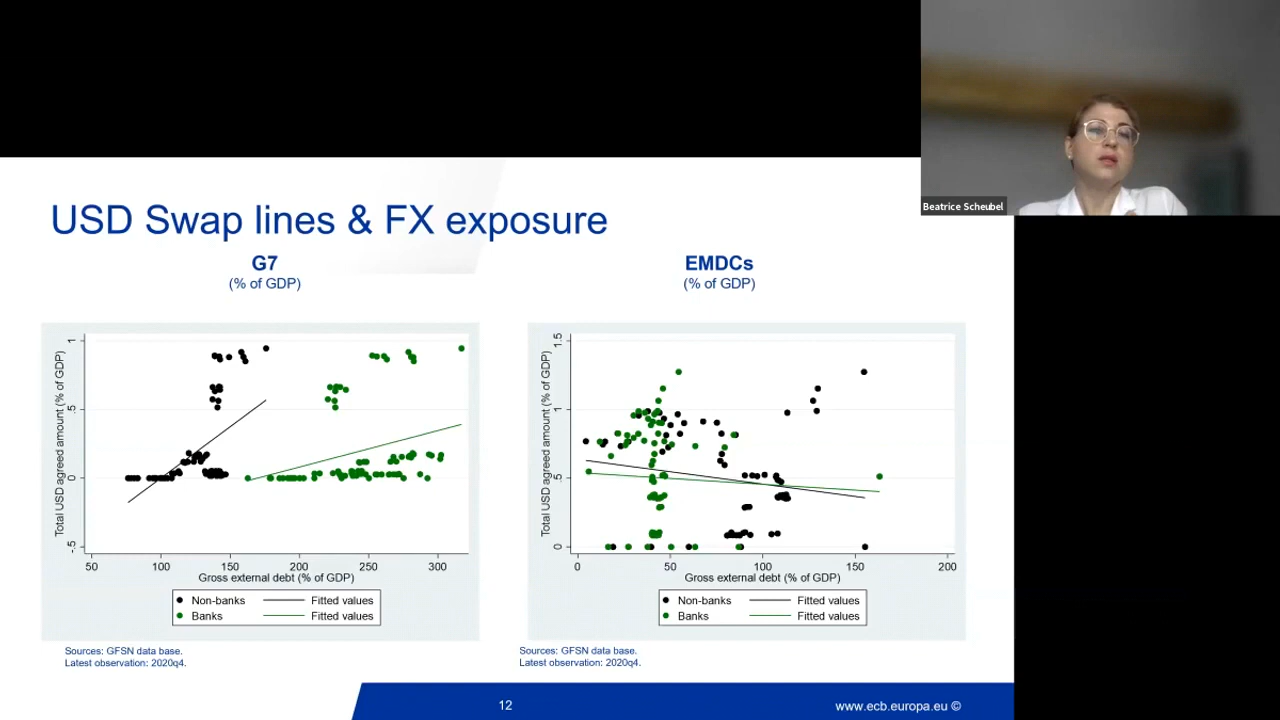 Beatrice Scheubel
USD Swap lines & FX exposure
G7
(% of GDP)
Total USD agreed amount (% of GDP)
1
.5
0
-.5
50
100
150
200
250
300
Gross external debt (% of GDP)
Non-banks
Fitted values
Banks
Fitted values
Sources: GFSN data base.
Latest observation: 2020q4.
EMDCs
(% of GDP)
Total USD agreed amount (% of GDP)
1.5
1
.5
0
0
50
100
150
200
Gross external debt (% of GDP)
Non-banks
Fitted values
Banks
Fitted values
Sources: GFSN data base.
Latest observation: 2020q4.
12
www.ecb.europa.eu ©